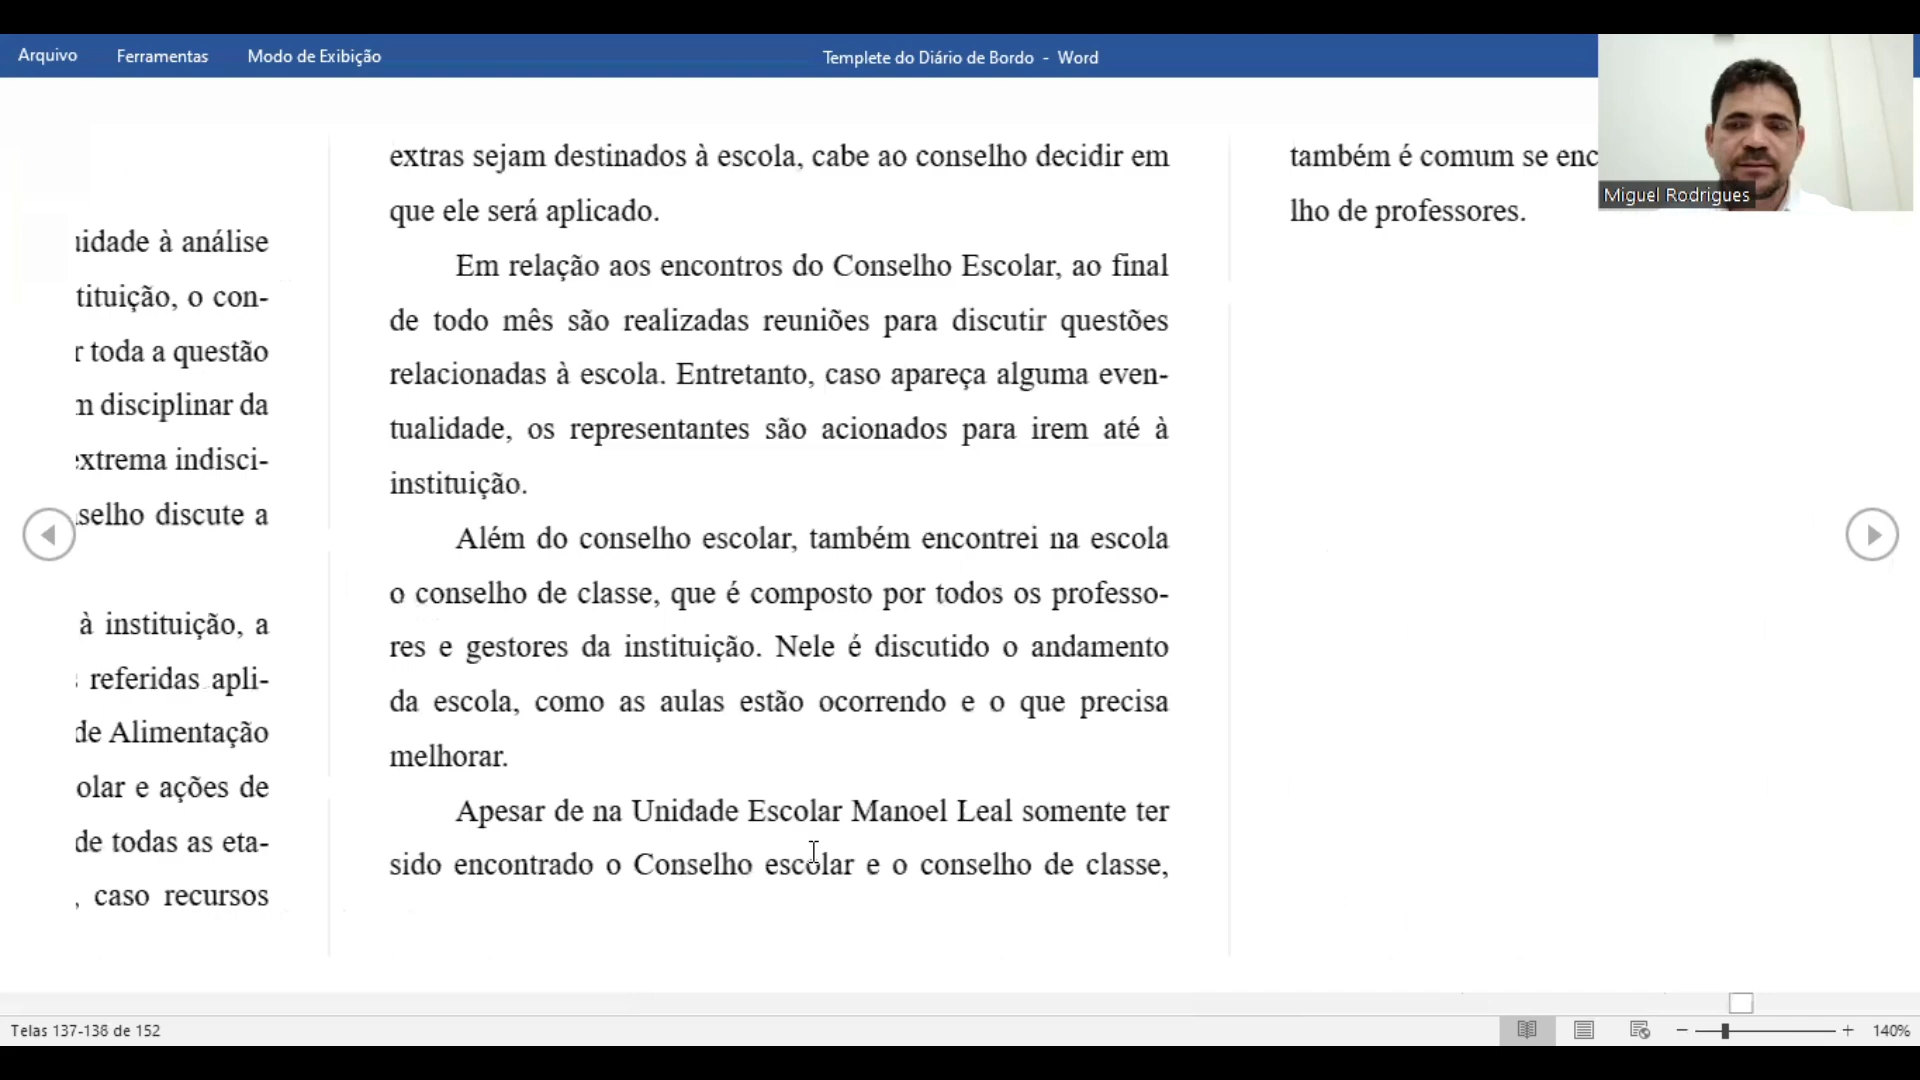 Arquivo Ferramentas Modo de Exibição Templete do Diário de Bordo - Word
Miguel Rodrigues
à análise
tituição, o con-
toda a questão
disciplinar da
indisci-
discute a
à instituição, a
referidas apli-
de Alimentação
e ações de
de todas as eta-
, caso recursos
extras sejam destinados à escola, cabe ao conselho decidir em
que ele será aplicado.
Em relação aos encontros do Conselho Escolar, ao final
de todo mês são realizadas reuniões para discutir questões
relacionadas à escola. Entretanto, caso apareça alguma even-
tualidade, os representantes são acionados para irem até à
instituição.
Além do conselho escolar, também encontrei na escola
o conselho de classe, que é composto por todos os professo-
res e gestores da instituição. Nele é discutido o andamento
da escola, como as aulas estão ocorrendo e o que precisa
melhorar.
Apesar de na Unidade Escolar Manoel Leal somente ter
sido encontrado o Conselho escolar e o conselho de classe,
também é comum se enc
lho de professores.
Telas 137-138 de 152
140%